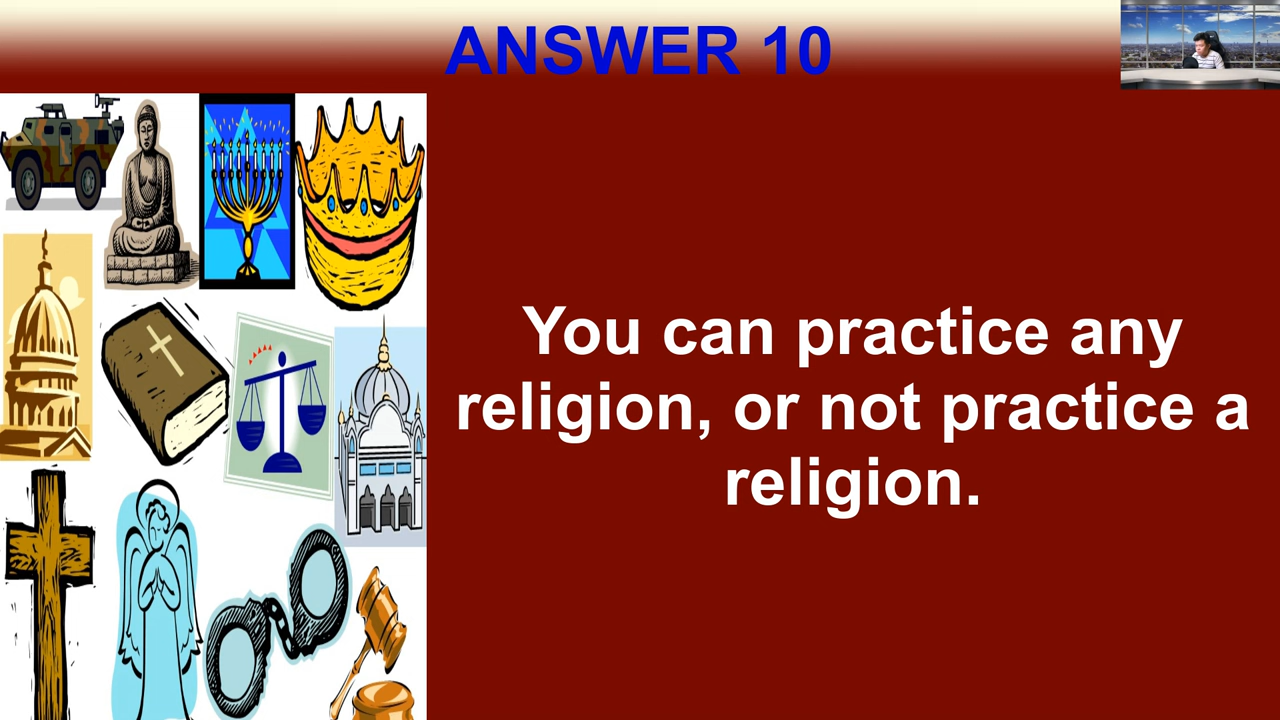 ANSWER 10
You can practice any
religion, or not practice a
religion.